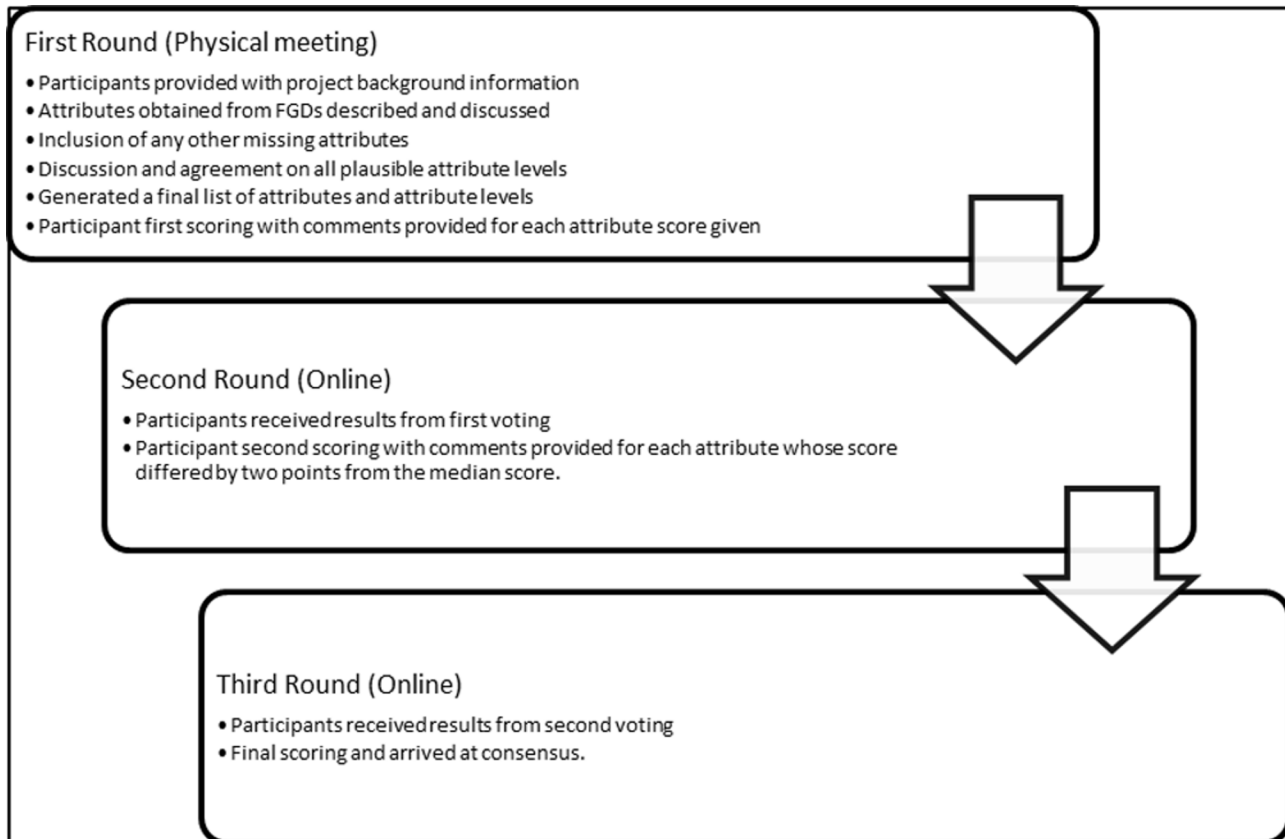 First Round (Physical meeting)
• Participants provided with project background information
• Attributes obtained from FGDs described and discussed
• Inclusion of any other missing attributes
• Discussion and agreement on all plausible attribute levels
• Generated a final list of attributes and attribute levels
• Participant first scoring with comments provided for each attribute score given
Second Round (Online)
• Participants received results from first voting
• Participant second scoring with comments provided for each attribute whose score
differed by two points from the median score.
Third Round (Online)
• Participants received results from second voting
• Final scoring and arrived at consensus.